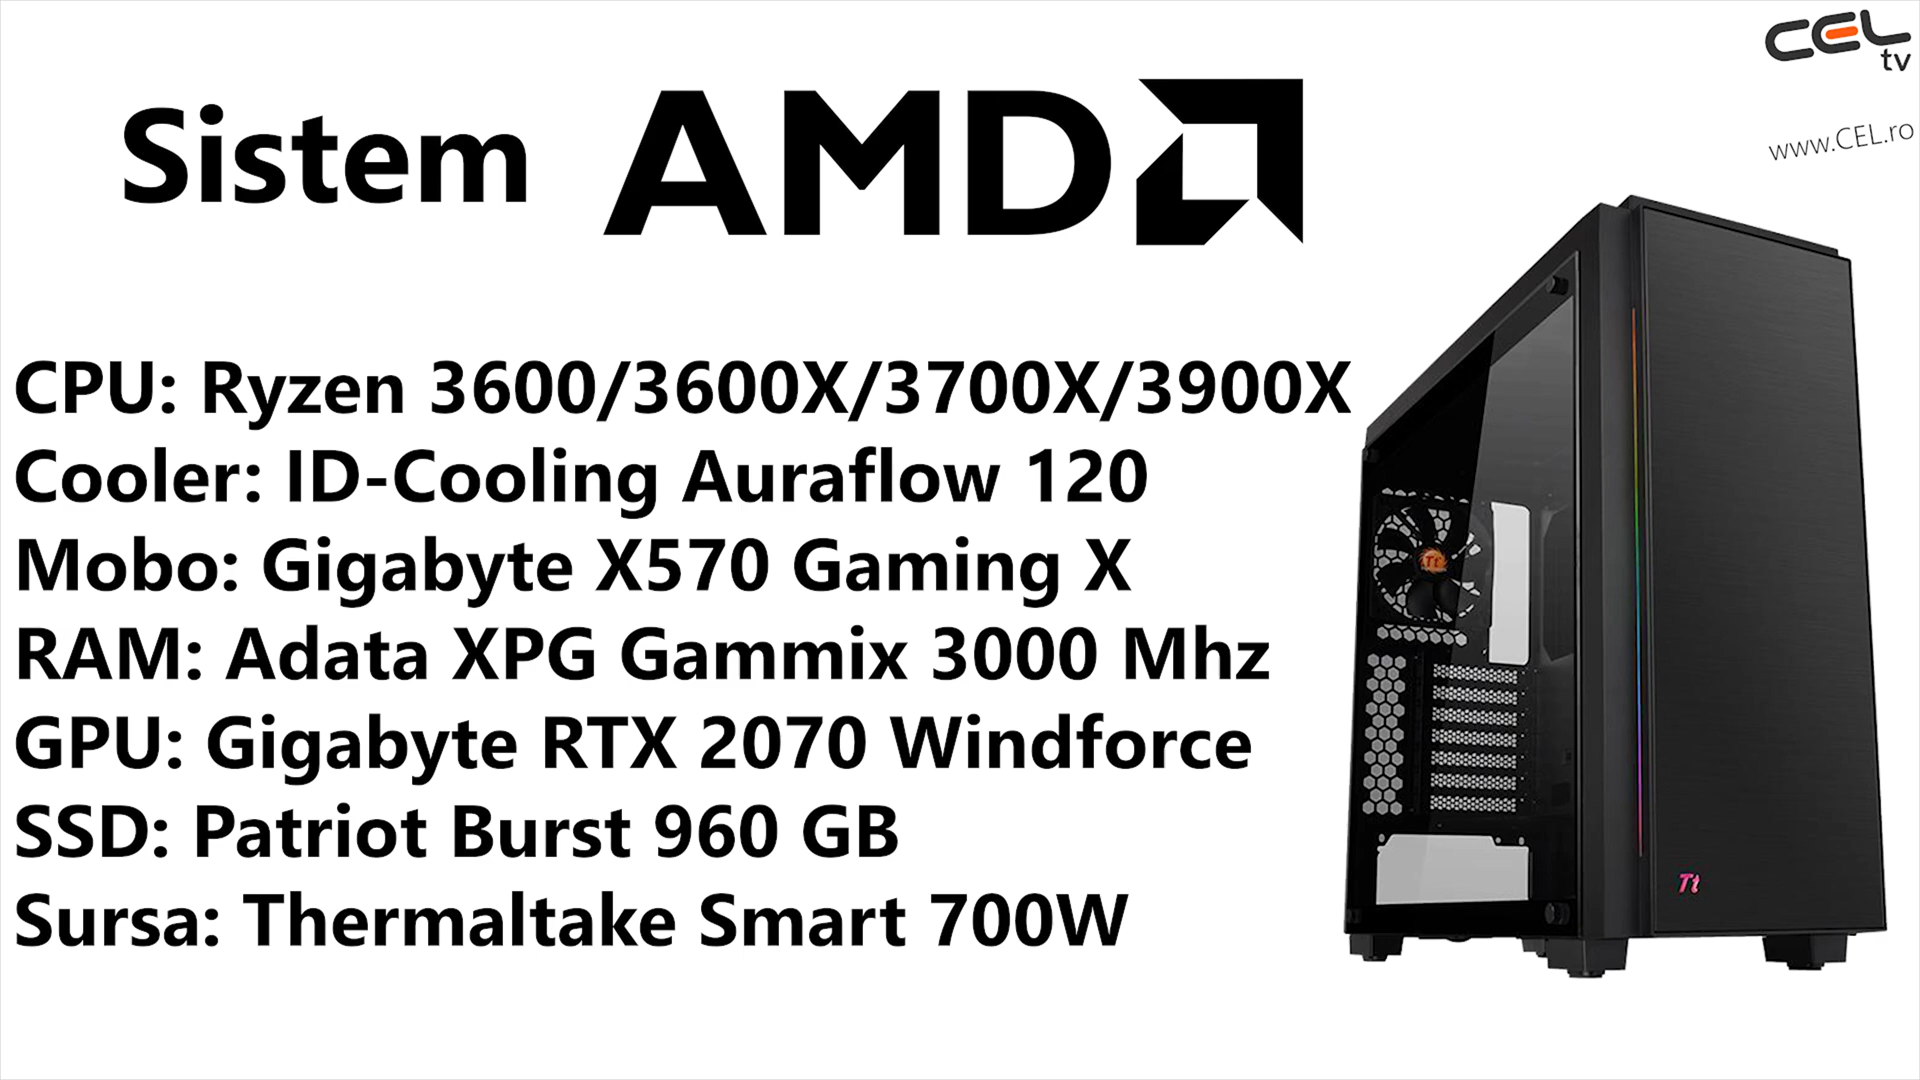 CEL
tv
www.CEL.ro
Sistem AMD
CPU: Ryzen 3600/3600X/3700X/3900X
Cooler: ID-Cooling Auraflow 120
Mobo: Gigabyte X570 Gaming X
RAM: Adata XPG Gammix 3000 Mhz
GPU: Gigabyte RTX 2070 Windforce
SSD: Patriot Burst 960 GB
Sursa: Thermaltake Smart 700W
Tt
Tt